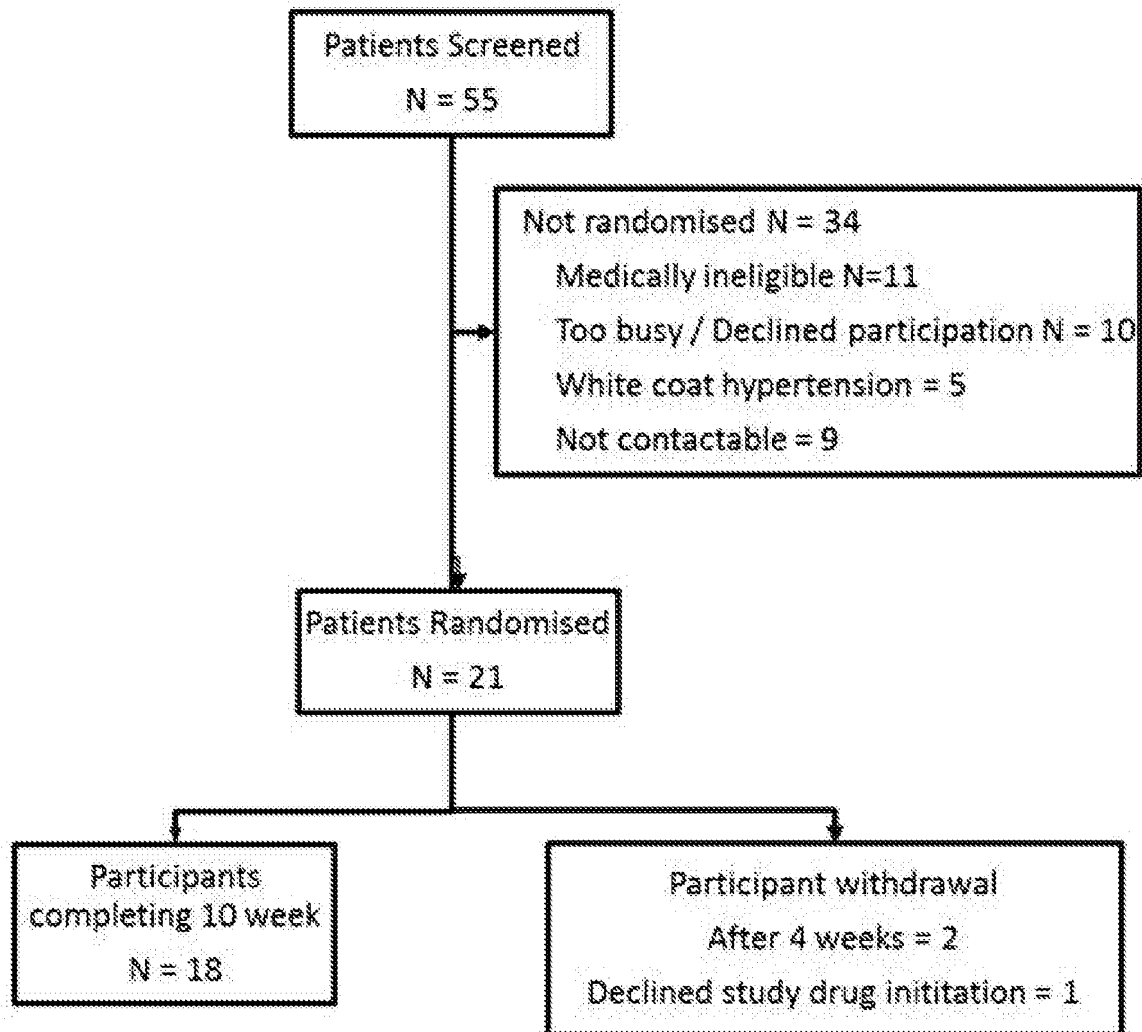 Patients Screened
N = 55
Not randomised N = 34
Medically ineligible N=11
Too busy / Declined participation N = 10
White coat hypertension = 5
Not contactable = 9
Patients Randomised
N = 21
Participants
completing 10 week
N = 18
Participant withdrawal
After 4 weeks = 2
Declined study drug inititation = 1